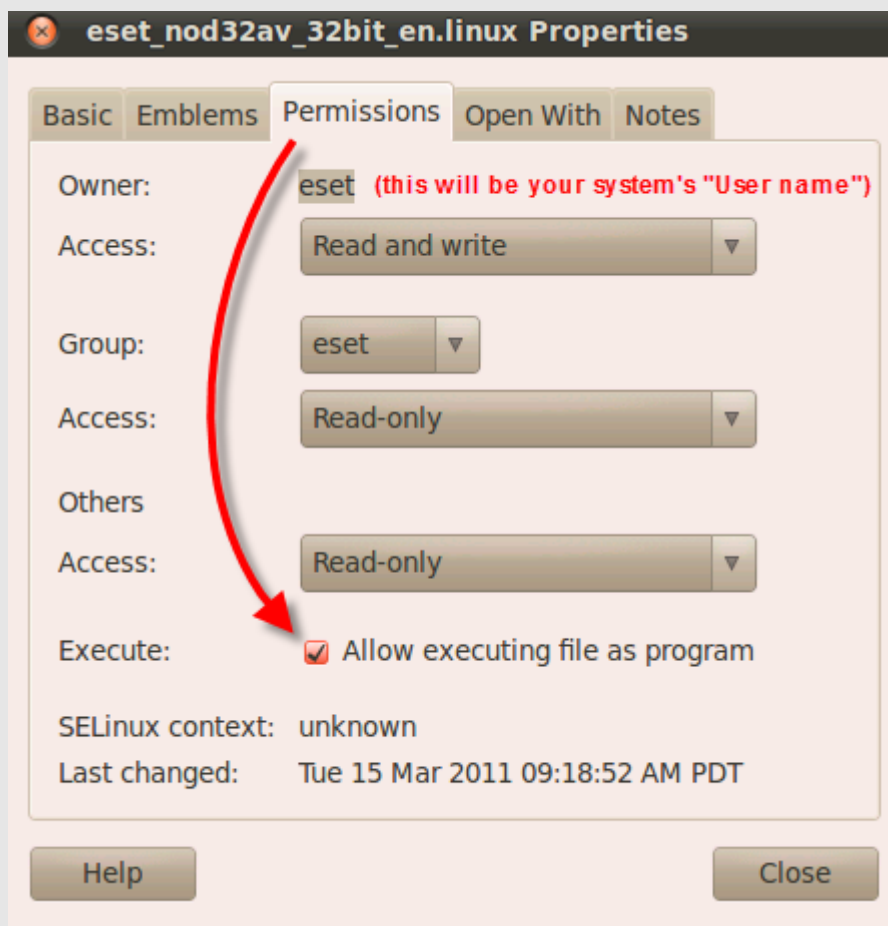 eset_nod32av_32bit_en.linux Properties
Basic Emblems Permissions Open With Notes
Owner: eset (this will be your system's "User name")
Access: Read and write
Group: eset
Access: Read-only
Others
Access: Read-only
Execute: Allow executing file as program
SELinux context: unknown
Last changed: Tue 15 Mar 2011 09:18:52 AM PDT
Help Close